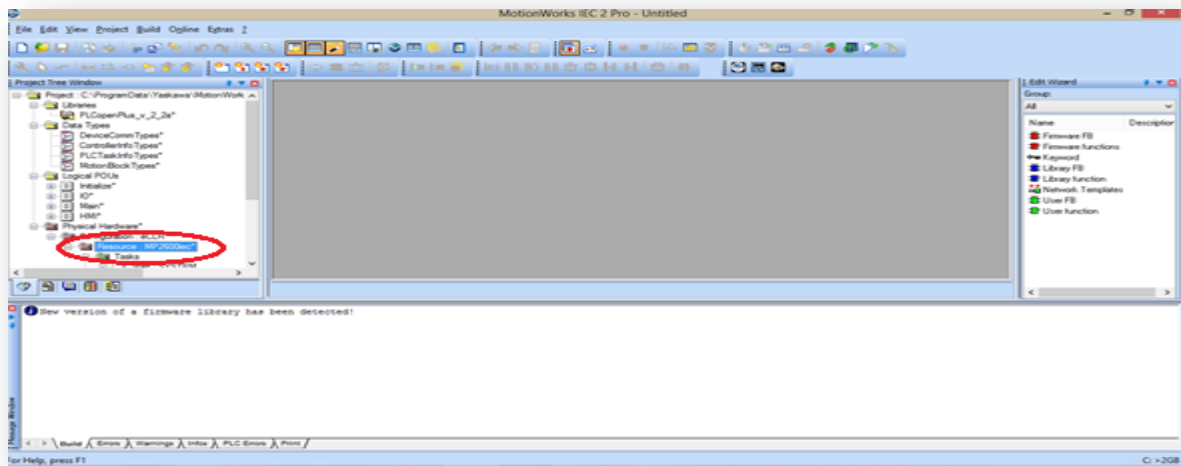 MotionWorks IEC 2 Pro - Untitled
File Edit View Project Build Online Extras ?
Project Tree Window
Project : C:\ProgramData\Yaskawa\MotionWork
Libraries
PLCopenPlus_v_2_2a*
Data Types
DeviceCommTypes*
ControllerInfoTypes*
PLCTaskInfoTypes*
MotionBlockTypes*
Logical POUs
Initialize*
IO*
Main*
HMI*
Physical Hardware*
Resource : MP2600iec*
Tasks
Edit Wizard
Group:
All
Name Description
Firmware FB
Firmware functions
Keyword
Library FB
Library function
Network Templates
User FB
User function
New version of a firmware library has been detected!
Message Window
Build Errors Warnings Infos PLC Errors Print
For Help, press F1
C: >2GB